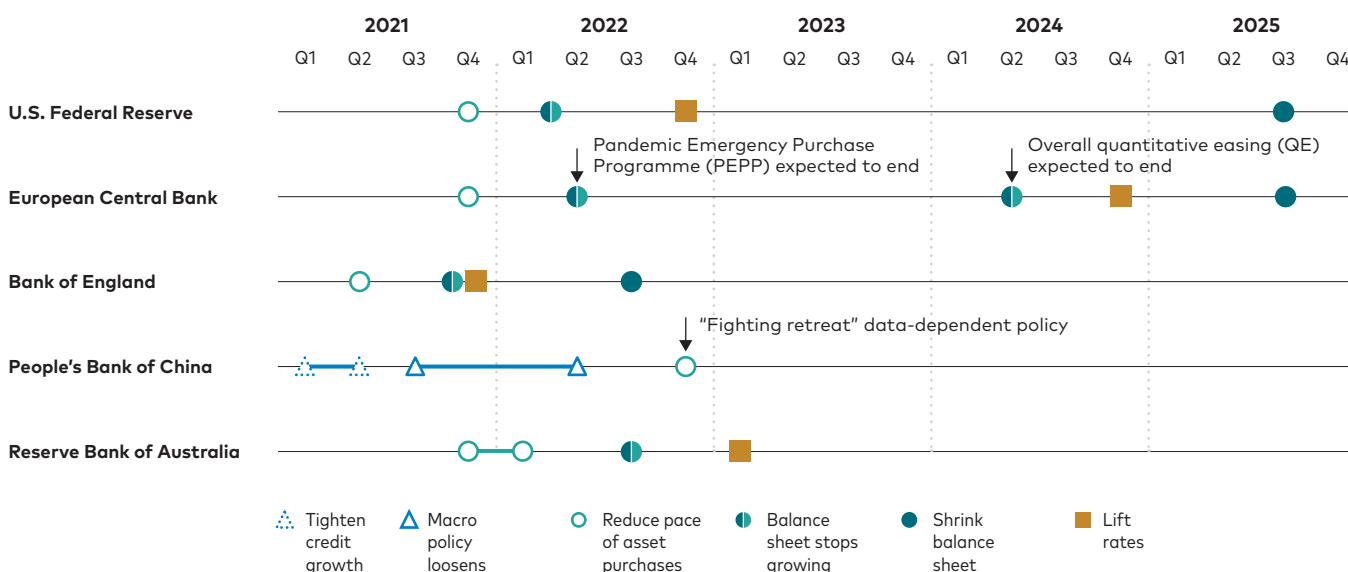 2021 2022 2023 2024 2025
Q1 Q2 Q3 Q4 Q1 Q2 Q3 Q4 Q1 Q2 Q3 Q4 Q1 Q2 Q3 Q4 Q1 Q2 Q3 Q4
U.S. Federal Reserve
Pandemic Emergency Purchase
Programme (PEPP) expected to end
Overall quantitative easing (QE)
expected to end
European Central Bank
Bank of England
“Fighting retreat” data-dependent policy
People’s Bank of China
Reserve Bank of Australia
Tighten
credit
growth
Macro
policy
loosens
Reduce pace
of asset
purchases
Balance
sheet stops
growing
Shrink
balance
sheet
Lift
rates